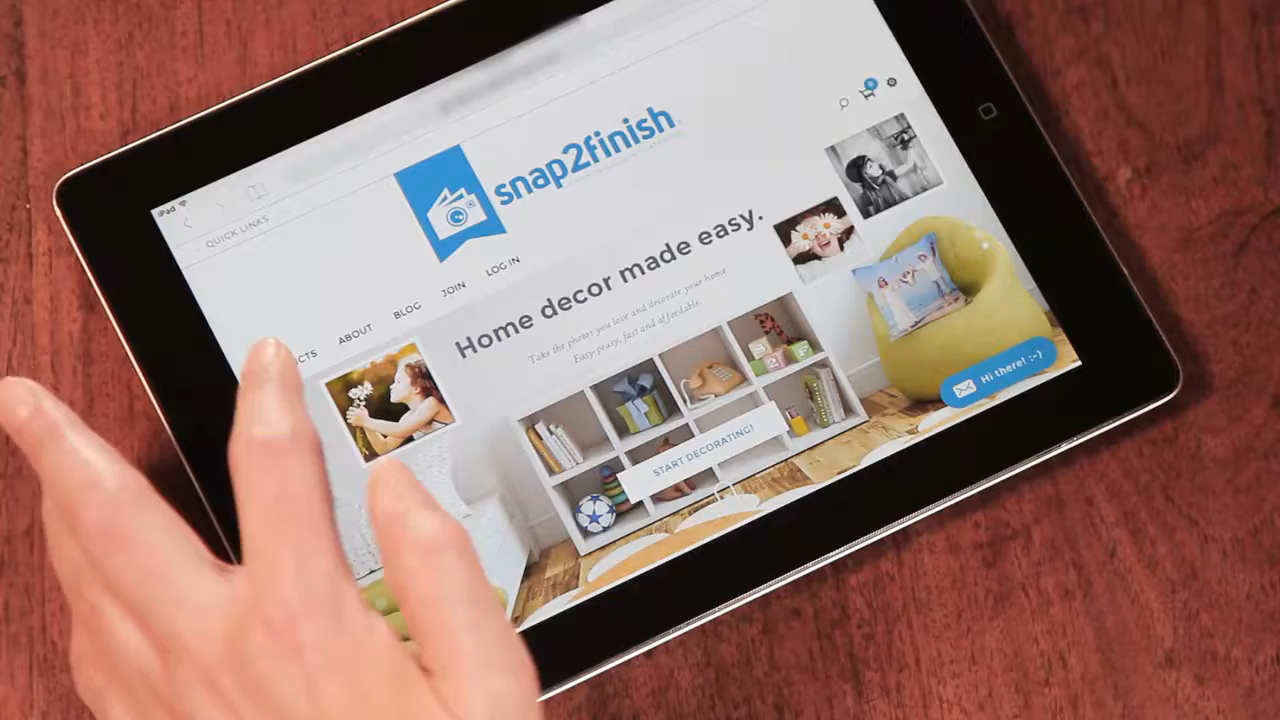 iPad
QUICK LINKS
snap2finish
CTS ABOUT BLOG JOIN LOG IN
Home decor made easy.
Take the photos you love and decorate your home
Easy-peasy, fast and affordable.
START DECORATING!
Hi there! :-)